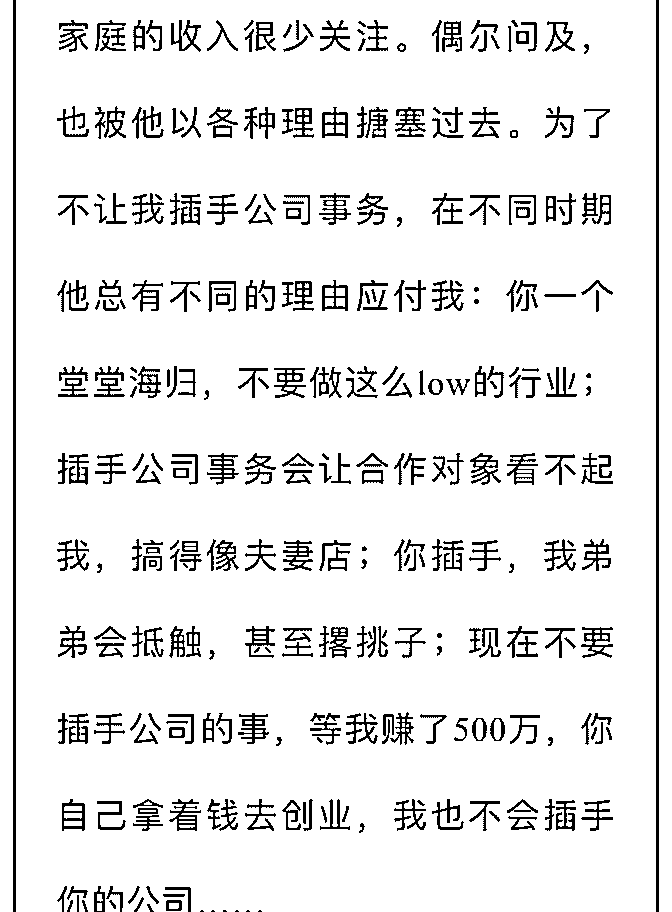 家庭的收入很少关注。偶尔问及，
也被他以各种理由搪塞过去。为了
不让我插手公司事务，在不同时期
他总有不同的理由应付我：你一个
堂堂海归，不要做这么low的行业；
插手公司事务会让合作对象看不起
我，搞得像夫妻店；你插手，我弟
弟会抵触，甚至撂挑子；现在不要
插手公司的事，等我赚了500万，你
自己拿着钱去创业，我也不会插手
你的公司……